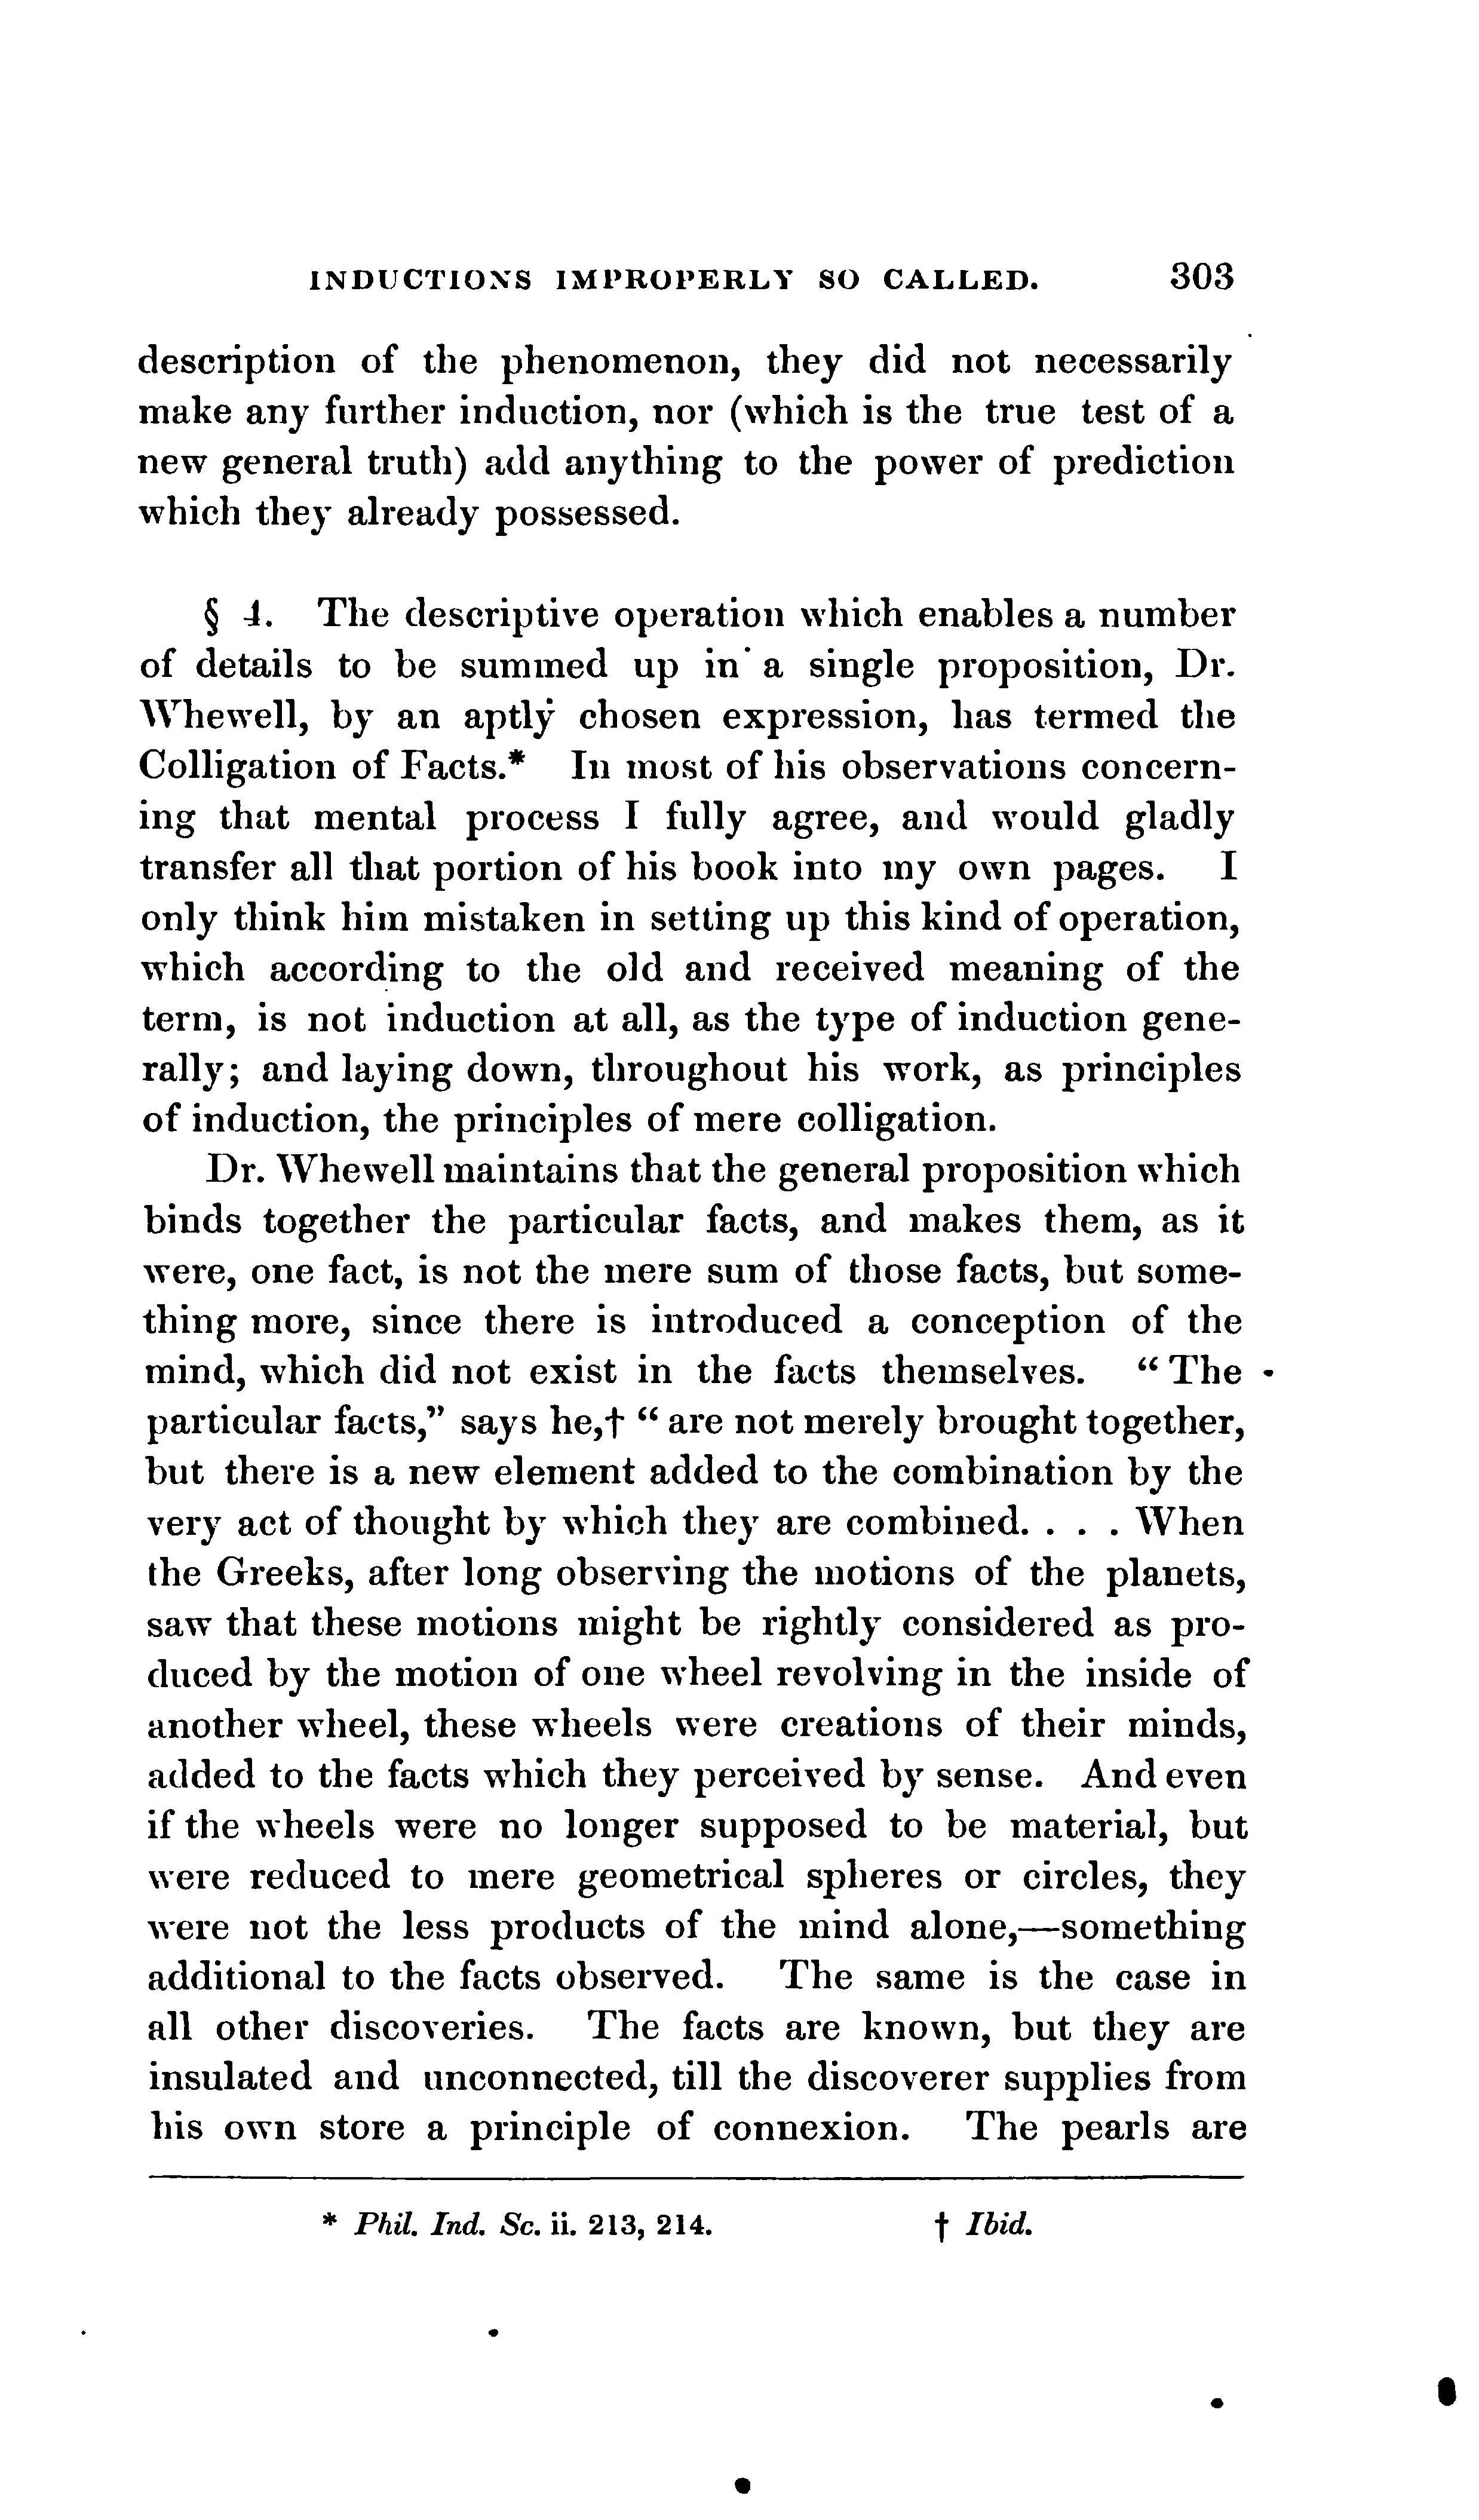 INDUCTIONS IMPROPERLY SO CALLED. 303
description of the phenomenon, they did not necessarily
make any further induction, nor (which is the true test of a
new general truth) add anything to the power of prediction
which they already possessed.
§ 4. The descriptive operation which enables a number
of details to be summed up in a single proposition, Dr.
Whewell, by an aptly chosen expression, has termed the
Colligation of Facts.* In most of his observations concern-
ing that mental process I fully agree, and would gladly
transfer all that portion of his book into my own pages. I
only think him mistaken in setting up this kind of operation,
which according to the old and received meaning of the
term, is not induction at all, as the type of induction gene-
rally; and laying down, throughout his work, as principles
of induction, the principles of mere colligation.
Dr. Whewell maintains that the general proposition which
binds together the particular facts, and makes them, as it
were, one fact, is not the mere sum of those facts, but some-
thing more, since there is introduced a conception of the
mind, which did not exist in the facts themselves. “The
particular facts,” says he,† “are not merely brought together,
but there is a new element added to the combination by the
very act of thought by which they are combined. . . . When
the Greeks, after long observing the motions of the planets,
saw that these motions might be rightly considered as pro-
duced by the motion of one wheel revolving in the inside of
another wheel, these wheels were creations of their minds,
added to the facts which they perceived by sense. And even
if the wheels were no longer supposed to be material, but
were reduced to mere geometrical spheres or circles, they
were not the less products of the mind alone,—something
additional to the facts observed. The same is the case in
all other discoveries. The facts are known, but they are
insulated and unconnected, till the discoverer supplies from
his own store a principle of connexion. The pearls are
* Phil. Ind. Sc. ii. 213, 214. † Ibid.